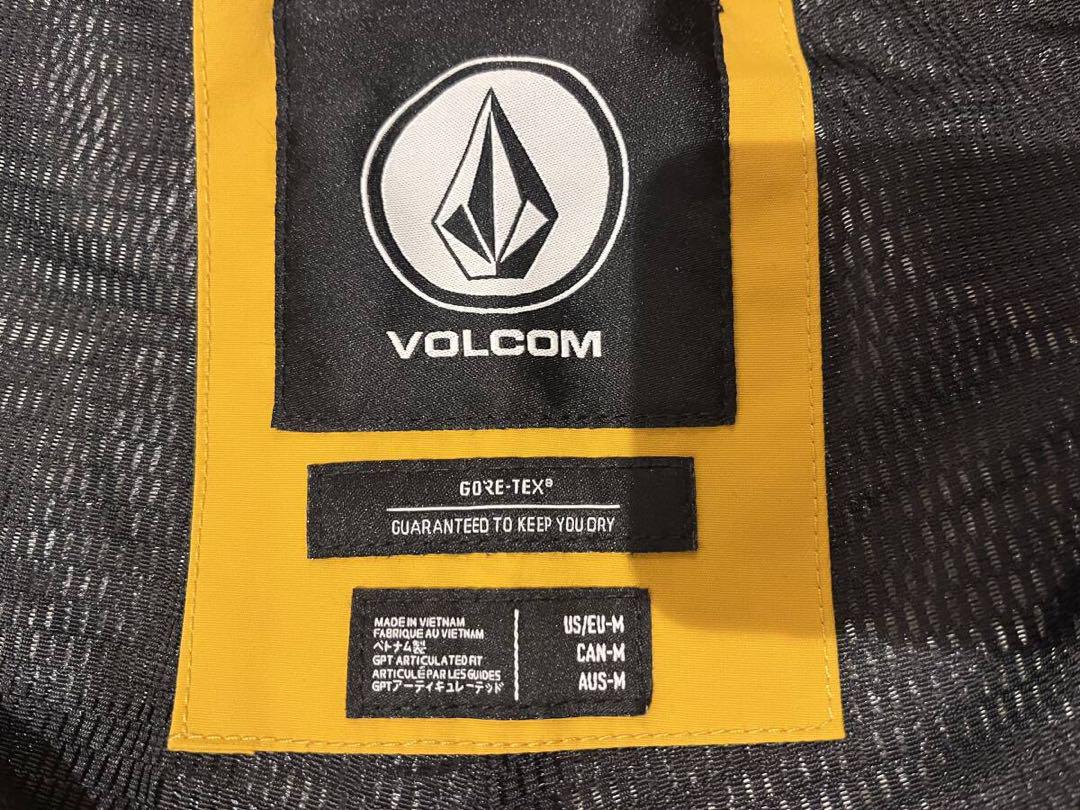 VOLCOM
GORE-TEX®
GUARANTEED TO KEEP YOU DRY
MADE IN VIETNAM
FABRIQUE AU VIETNAM
ベトナム製
GPT ARTICULATED FIT
ARTICULÉ PAR LES GUIDES
GPTアーティキュレーテッド
US/EU-M
CAN-M
AUS-M